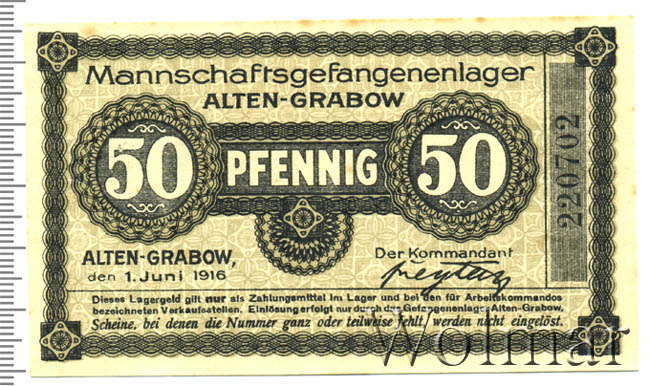 Mannschaftsgefangenenlager
ALTEN-GRABOW
50 PFENNIG 50
220702
ALTEN-GRABOW,
den 1. Juni 1916
Der Kommandant
Dieses Lagergeld gilt nur als Zahlungsmittel im Lager und bei den für Arbeitskommandos
bezeichneten Verkaufsstellen. Einlösung erfolgt nur durch das Gefangenenlager Alten-Grabow.
Scheine, bei denen die Nummer ganz oder teilweise fehlt, werden nicht eingelöst.
Wolmar